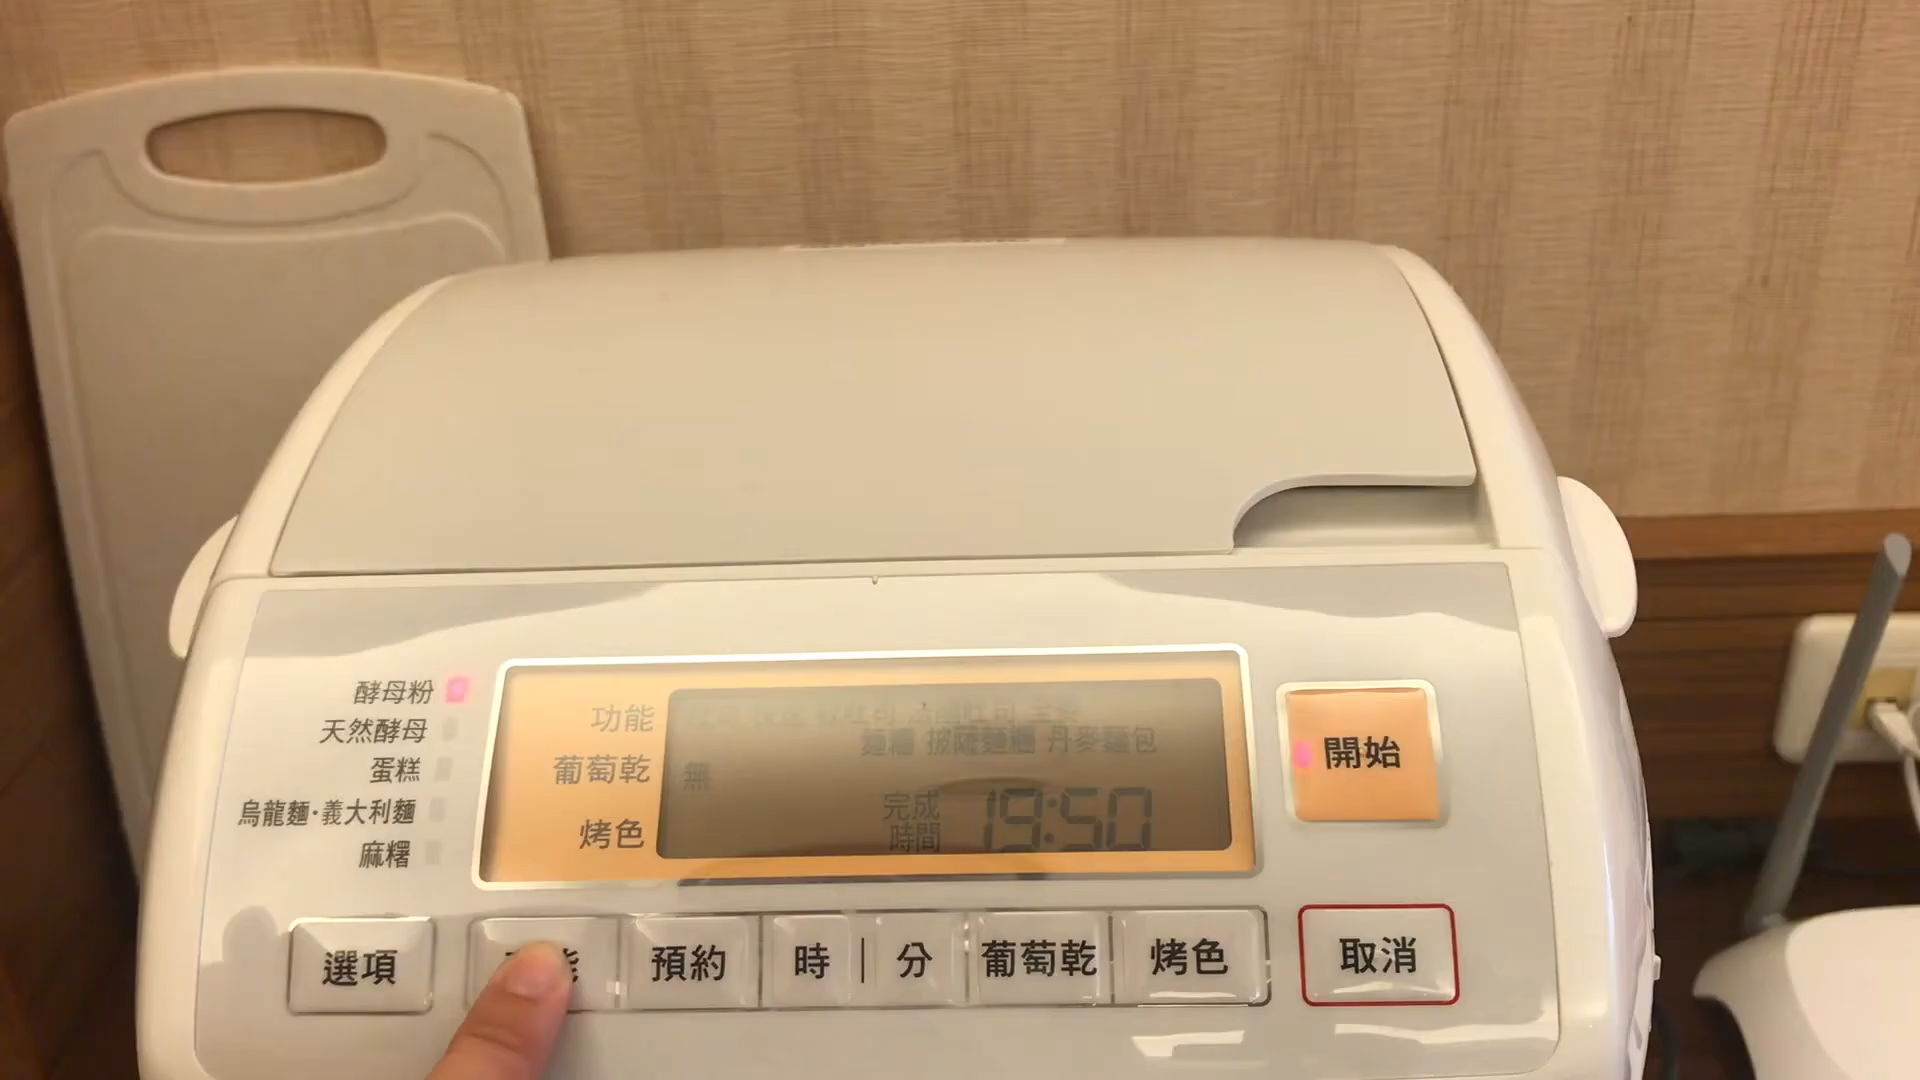 酵母粉
天然酵母
蛋糕
烏龍麵·義大利麵
麻糬
功能
葡萄乾
烤色
麵糰 披薩麵糰 丹麥麵包
無
完成
時間 19:50
開始
選項
能
預約
時｜分
葡萄乾
烤色
取消